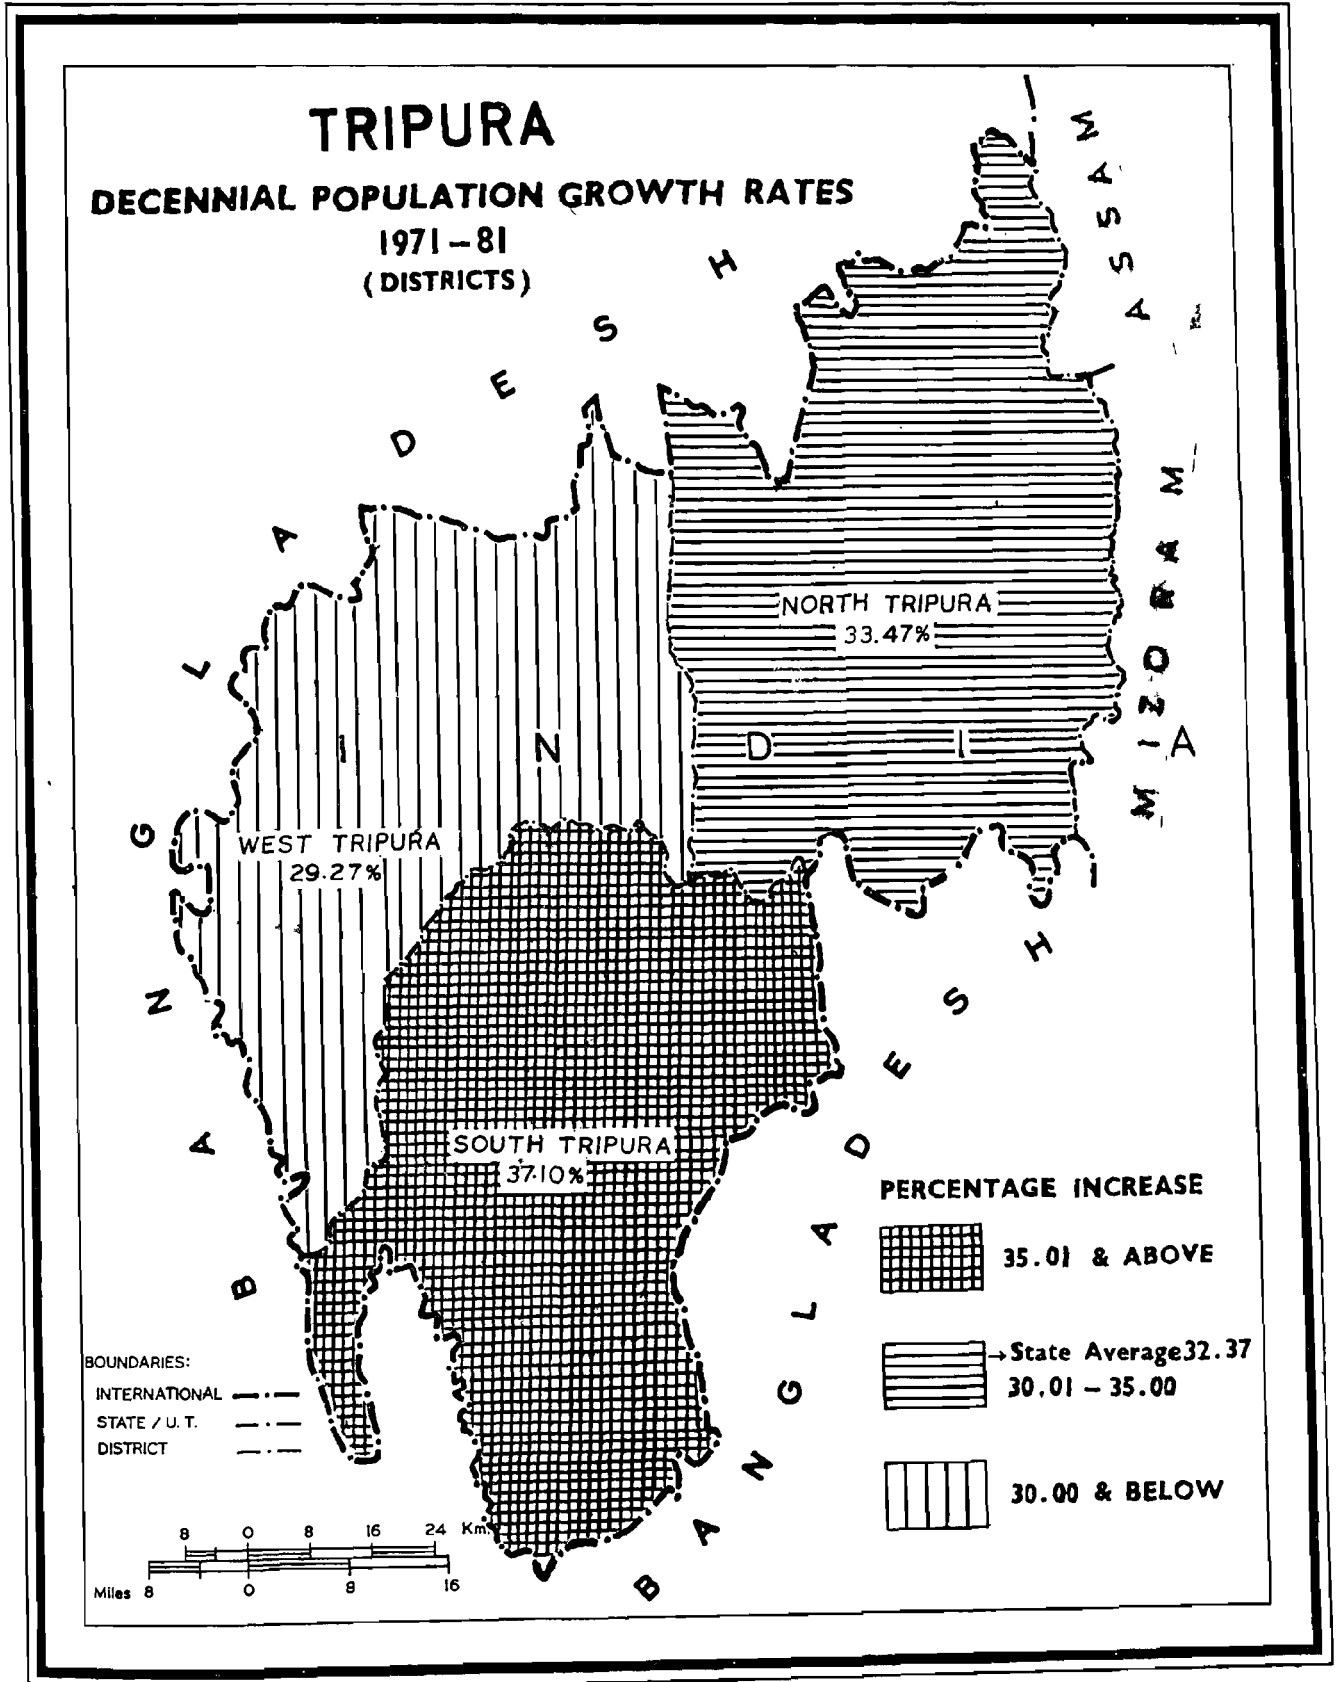 TRIPURA
DECENNIAL POPULATION GROWTH RATES
1971-81
(DISTRICTS)
BANGLADESH
ASSAM
MIZORAM
INDIA
NORTH TRIPURA
33.47%
WEST TRIPURA
29.27%
SOUTH TRIPURA
37.10%
BANGLADESH
PERCENTAGE INCREASE
35.01 & ABOVE
→State Average 32.37
30.01 - 35.00
30.00 & BELOW
BOUNDARIES:
INTERNATIONAL
STATE / U.T.
DISTRICT
8 0 8 16 24 Km.
Miles 8 0 8 16